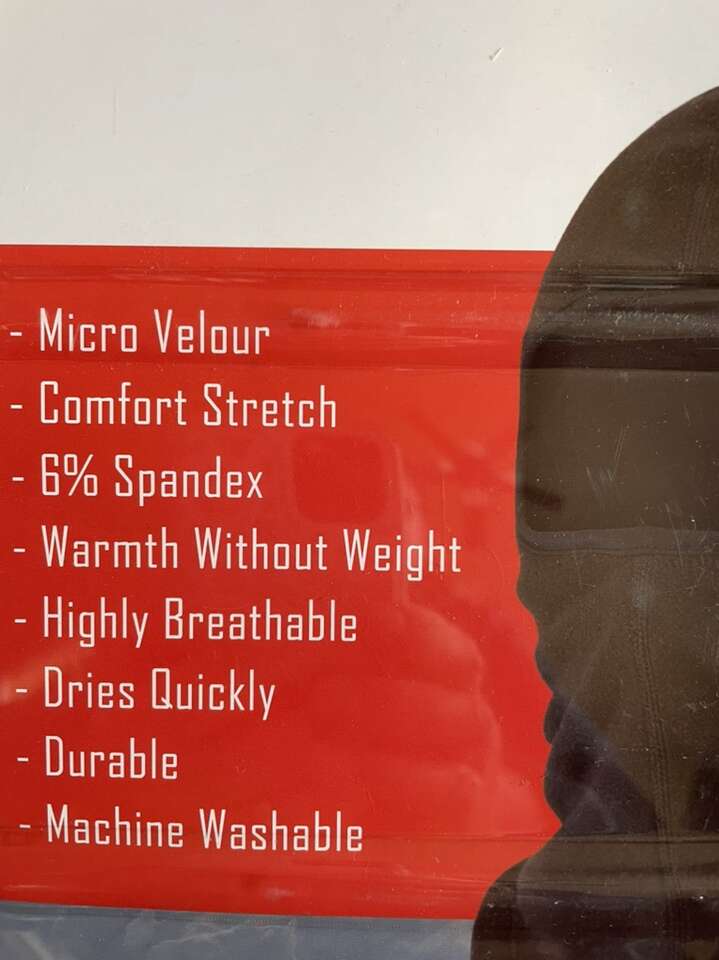 - Micro Velour
- Comfort Stretch
- 6% Spandex
- Warmth Without Weight
- Highly Breathable
- Dries Quickly
- Durable
- Machine Washable